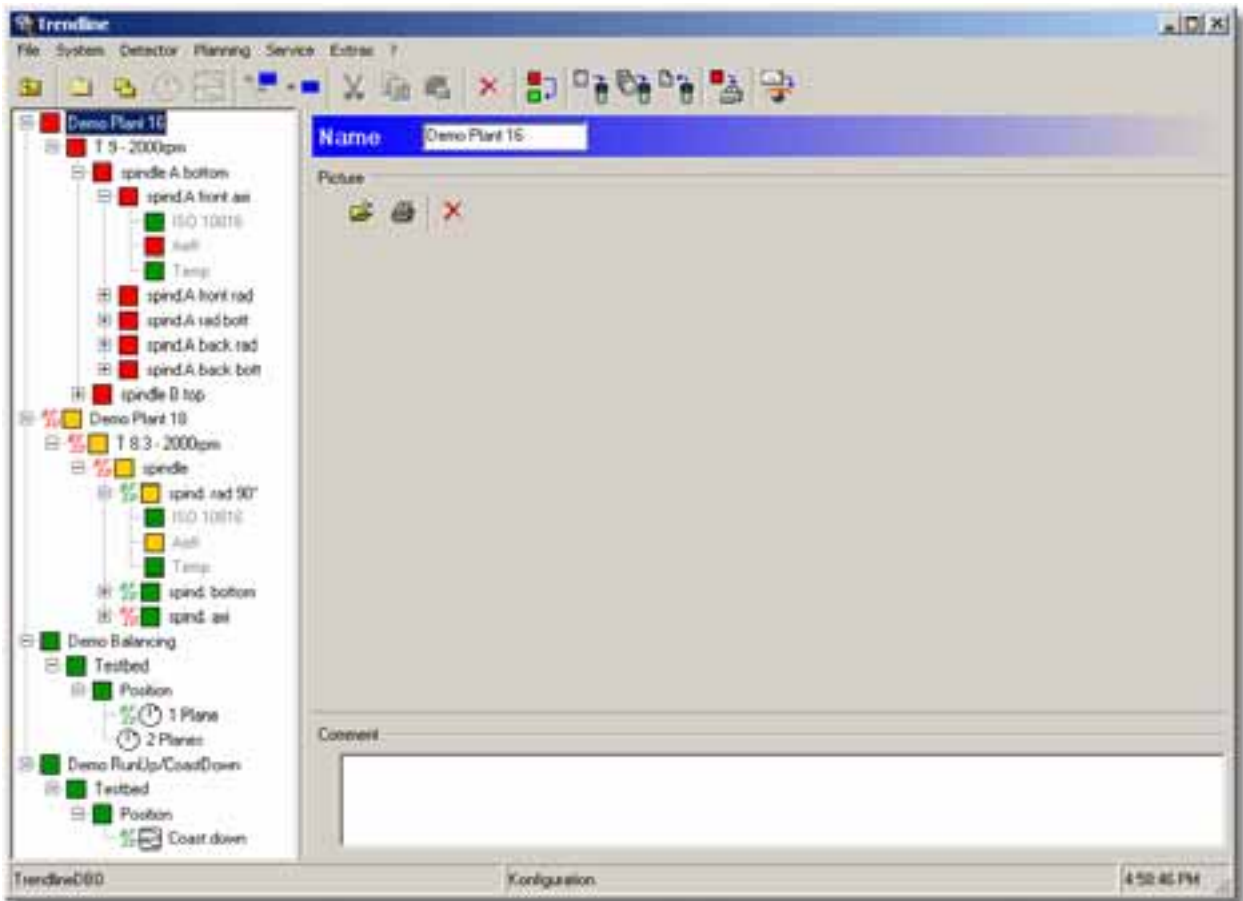 Trendline
File System Detector Planning Service Extras ?
Demo Plant 16
T 9 - 2000rpm
spindle A bottom
spind.A front axi
ISO 10816
Aeff
Temp
spind.A front rad
spind.A rad bott
spind.A back rad
spind.A back bott
spindle B top
Demo Plant 18
T 8.3 - 2000rpm
spindle
spind. rad 90°
ISO 10816
Aeff
Temp
spind. bottom
spind. axi
Demo Balancing
Testbed
Position
1 Plane
2 Planes
Demo RunUp/CoastDown
Testbed
Position
Coast down
Name Demo Plant 16
Picture
Comment
TrendlineDB0 Konfiguration 4:58:46 PM